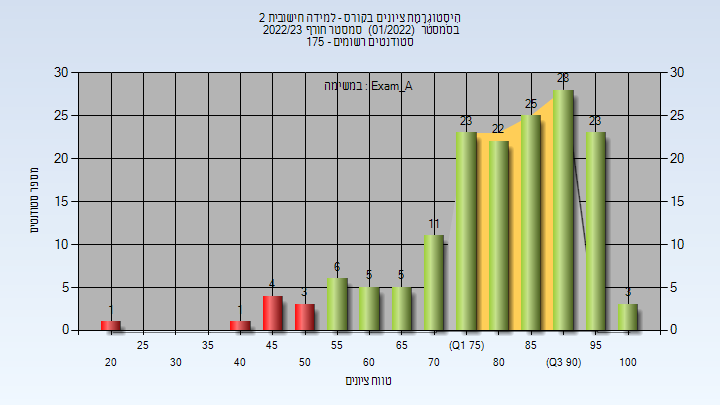 היסטוגרמת ציונים בקורס - למידה חישובית 2
בסמסטר (01/2022) סמסטר חורף 2022/23
סטודנטים רשומים - 175
במשימה : Exam_A
מספר סטודנטים
30 30
25 25
20 20
15 15
10 10
5 5
0 0
1 1 4 3 6 5 5 11 23 22 25 28 23 3
25 35 45 55 65 (Q1 75) 85 95
20 30 40 50 60 70 80 (Q3 90) 100
טווח ציונים